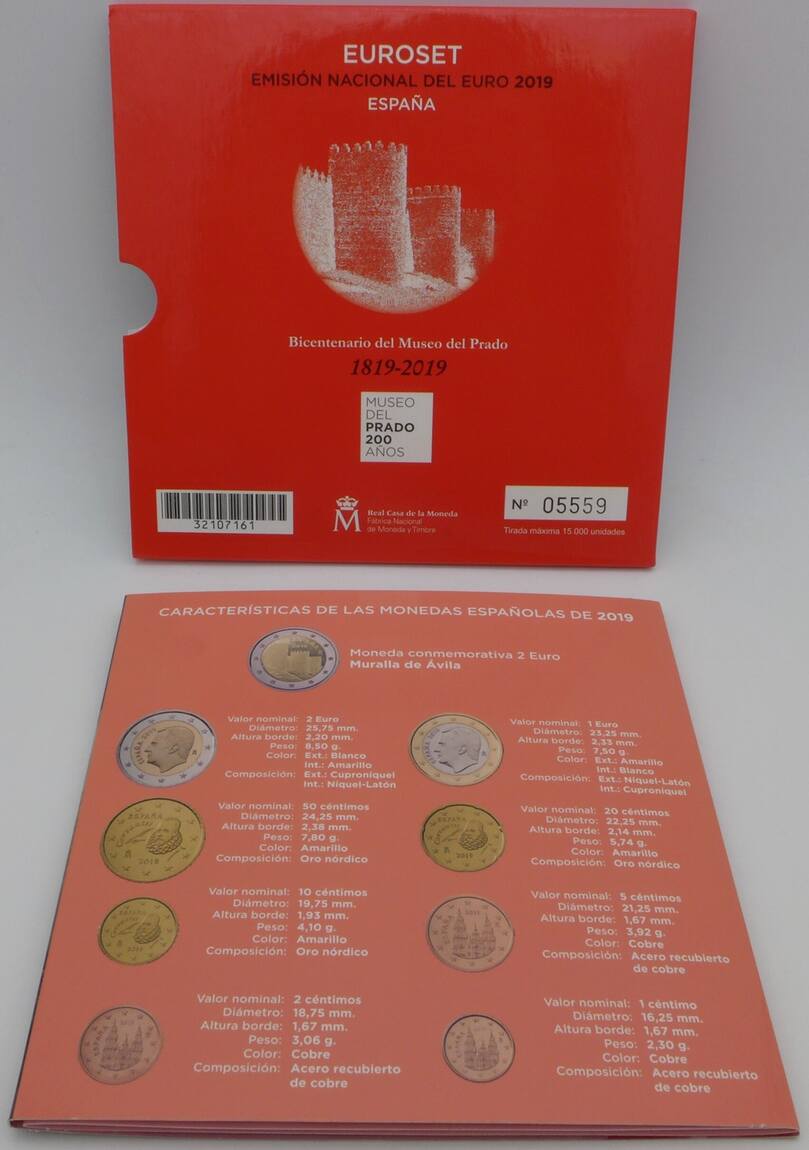 EUROSET
EMISIÓN NACIONAL DEL EURO 2019
ESPAÑA
Bicentenario del Museo del Prado
1819-2019
MUSEO
DEL
PRADO
200
AÑOS
32107161
M
Real Casa de la Moneda
Fábrica Nacional
de Moneda y Timbre
Nº 05559
Tirada máxima 15.000 unidades
CARACTERÍSTICAS DE LAS MONEDAS ESPAÑOLAS DE 2019
Moneda conmemorativa 2 Euro
Muralla de Ávila
ESPAÑA 2019
Valor nominal: 2 Euro
Diámetro: 25,75 mm.
Altura borde: 2,20 mm.
Peso: 8,50 g.
Color: Ext.: Blanco
Int.: Amarillo
Composición: Ext.: Cuproníquel
Int.: Níquel-Latón
ESPAÑA
Valor nominal: 1 Euro
Diámetro: 23,25 mm.
Altura borde: 2,33 mm.
Peso: 7,50 g.
Color: Ext.: Amarillo
Int.: Blanco
Composición: Ext.: Níquel-Latón
Int.: Cuproníquel
ESPAÑA
Cervantes
Valor nominal: 50 céntimos
Diámetro: 24,25 mm.
Altura borde: 2,38 mm.
Peso: 7,80 g.
Color: Amarillo
Composición: Oro nórdico
ESPAÑA
Valor nominal: 20 céntimos
Diámetro: 22,25 mm.
Altura borde: 2,14 mm.
Peso: 5,74 g.
Color: Amarillo
Composición: Oro nórdico
Valor nominal: 10 céntimos
Diámetro: 19,75 mm.
Altura borde: 1,93 mm.
Peso: 4,10 g.
Color: Amarillo
Composición: Oro nórdico
ESPAÑA
Valor nominal: 5 céntimos
Diámetro: 21,25 mm.
Altura borde: 1,67 mm.
Peso: 3,92 g.
Color: Cobre
Composición: Acero recubierto
de cobre
ESPAÑA
Valor nominal: 2 céntimos
Diámetro: 18,75 mm.
Altura borde: 1,67 mm.
Peso: 3,06 g.
Color: Cobre
Composición: Acero recubierto
de cobre
ESPAÑA
Valor nominal: 1 céntimo
Diámetro: 16,25 mm.
Altura borde: 1,67 mm.
Peso: 2,30 g.
Color: Cobre
Composición: Acero recubierto
de cobre